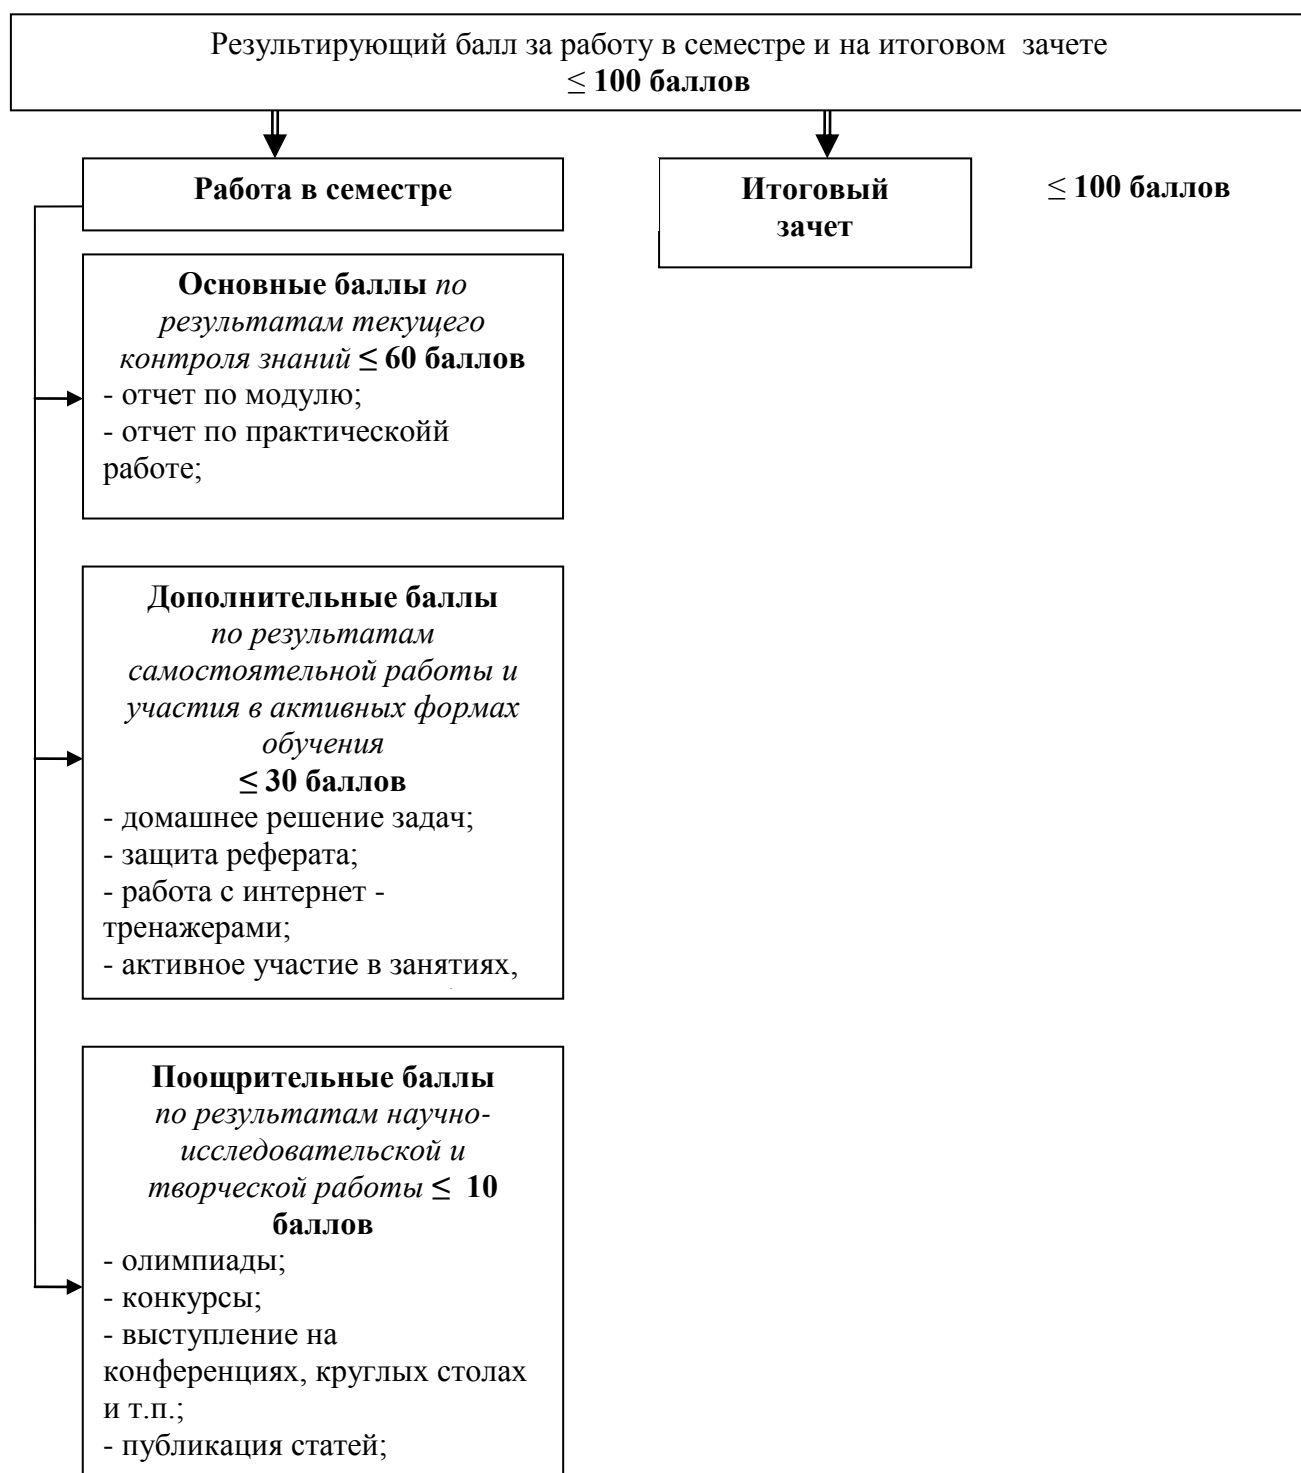 Результирующий балл за работу в семестре и на итоговом зачете
≤ 100 баллов
Работа в семестре
Итоговый
зачет
≤ 100 баллов
Основные баллы по
результатам текущего
контроля знаний ≤ 60 баллов
- отчет по модулю;
- отчет по практическойй
работе;
Дополнительные баллы
по результатам
самостоятельной работы и
участия в активных формах
обучения
≤ 30 баллов
- домашнее решение задач;
- защита реферата;
- работа с интернет -
тренажерами;
- активное участие в занятиях,
Поощрительные баллы
по результатам научно-
исследовательской и
творческой работы ≤ 10
баллов
- олимпиады;
- конкурсы;
- выступление на
конференциях, круглых столах
и т.п.;
- публикация статей;